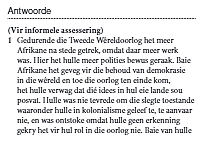 Antwoorde
(Vir informele assessering)
1 Gedurende die Tweede Wêreldoorlog het meer
Afrikane na stede getrek, omdat daar meer werk
was. Hier het hulle meer polities bewus geraak. Baie
Afrikane het geveg vir die behoud van demokrasie
in die wêreld en toe die oorlog ten einde kom,
het hulle verwag dat dié idees in hul eie lande sou
posvat. Hulle was nie tevrede om die slegte toestande
waaronder hulle in kolonialisme geleef te, te aanvaar
nie, en was ontstoke omdat hulle geen erkenning
gekry het vir hul rol in die oorlog nie. Baie van hulle